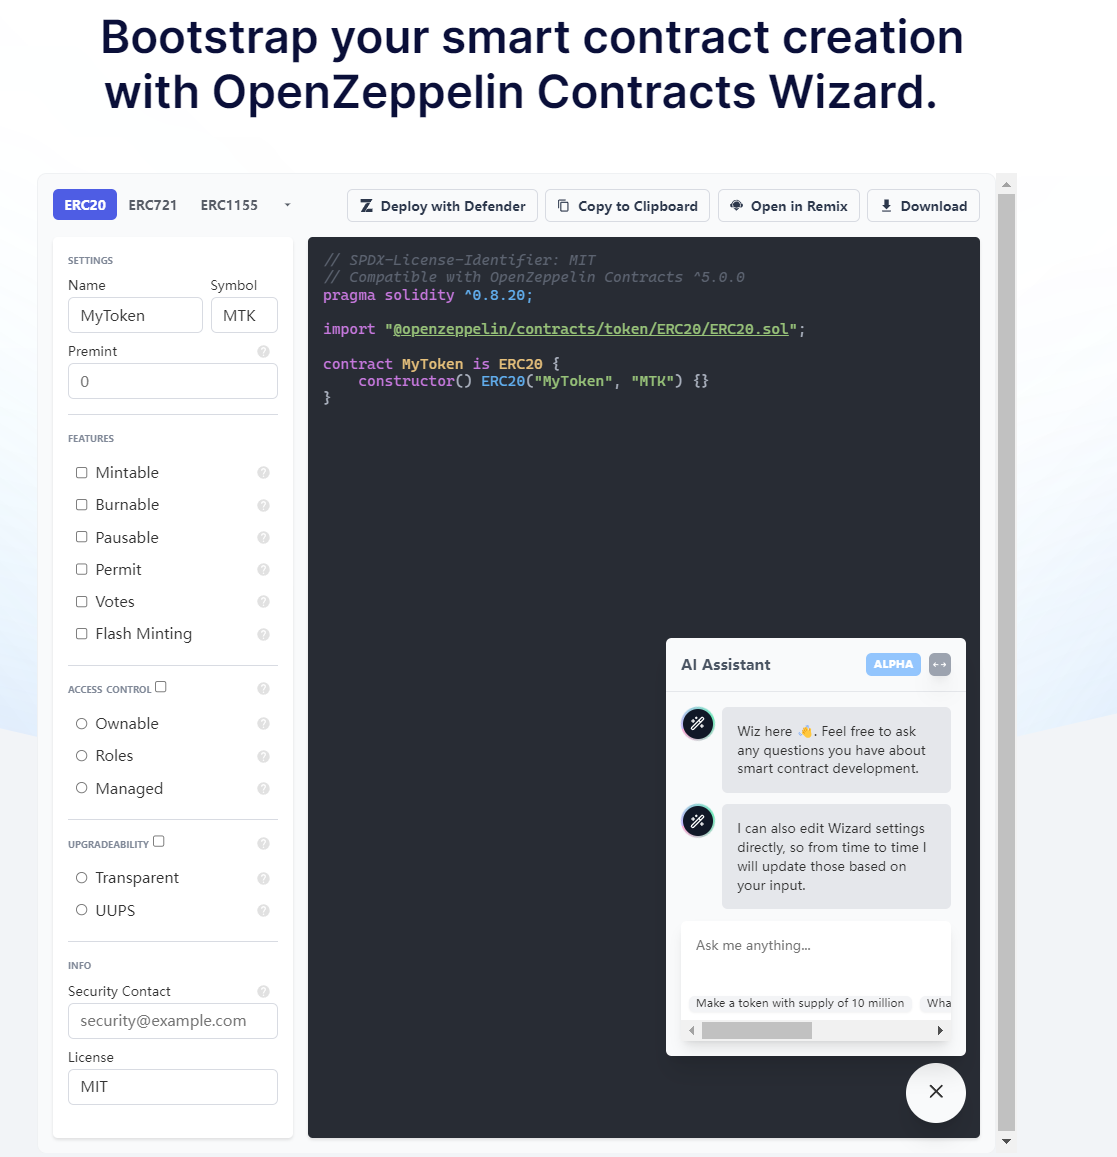 Bootstrap your smart contract creation
with OpenZeppelin Contracts Wizard.
ERC20 ERC721 ERC1155
Deploy with Defender Copy to Clipboard Open in Remix Download
SETTINGS
Name Symbol
MyToken MTK
Premint ?
0
FEATURES
Mintable ?
Burnable ?
Pausable ?
Permit ?
Votes ?
Flash Minting ?
ACCESS CONTROL ?
Ownable ?
Roles ?
Managed ?
UPGRADEABILITY ?
Transparent ?
UUPS ?
INFO
Security Contact ?
security@example.com
License
MIT
// SPDX-License-Identifier: MIT
// Compatible with OpenZeppelin Contracts ^5.0.0
pragma solidity ^0.8.20;
import "@openzeppelin/contracts/token/ERC20/ERC20.sol";
contract MyToken is ERC20 {
constructor() ERC20("MyToken", "MTK") {}
}
AI Assistant ALPHA
Wiz here 👋. Feel free to ask
any questions you have about
smart contract development.
I can also edit Wizard settings
directly, so from time to time I
will update those based on
your input.
Ask me anything...
Make a token with supply of 10 million Wha